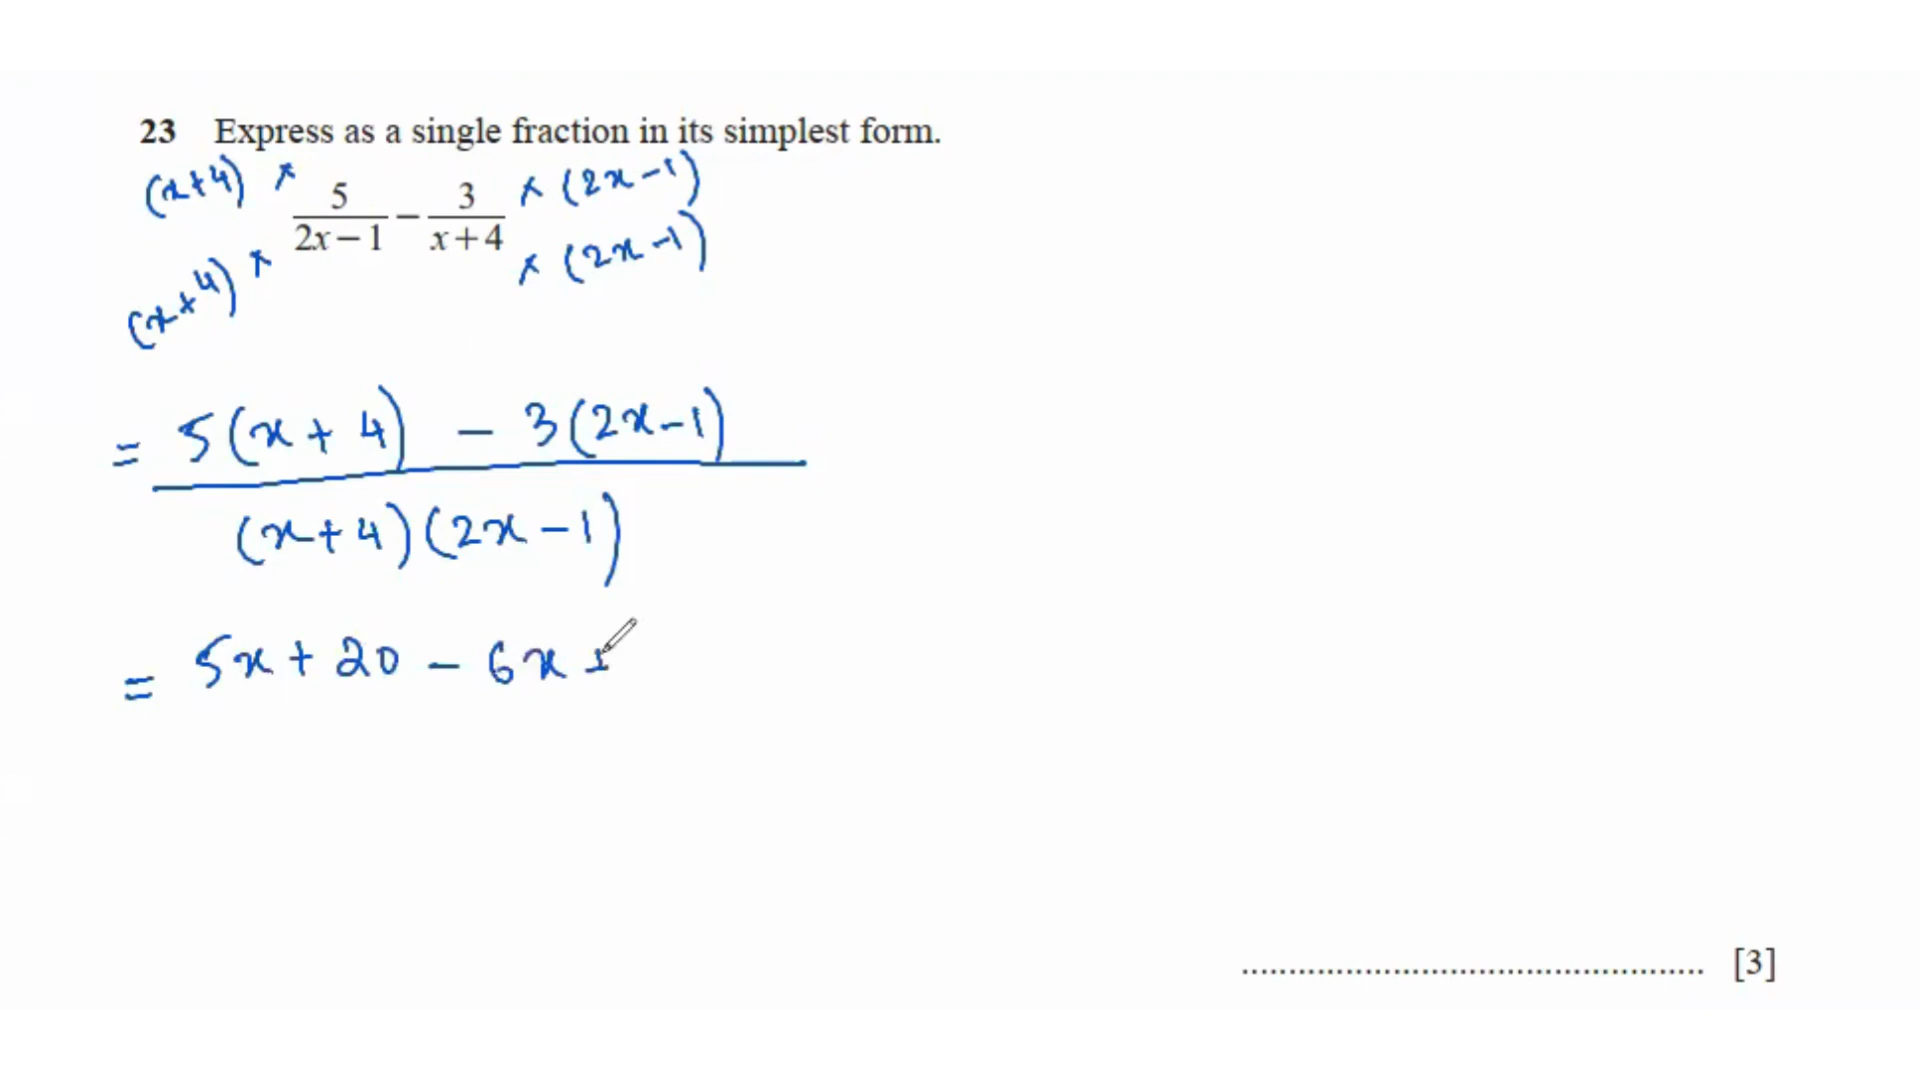 23 Express as a single fraction in its simplest form.
(x+4) × 5 − 3 × (2x−1)
(x+4) × 2x−1 x+4 × (2x−1)
= 5(x+4) − 3(2x−1)
(x+4)(2x−1)
= 5x+20 − 6x
[3]